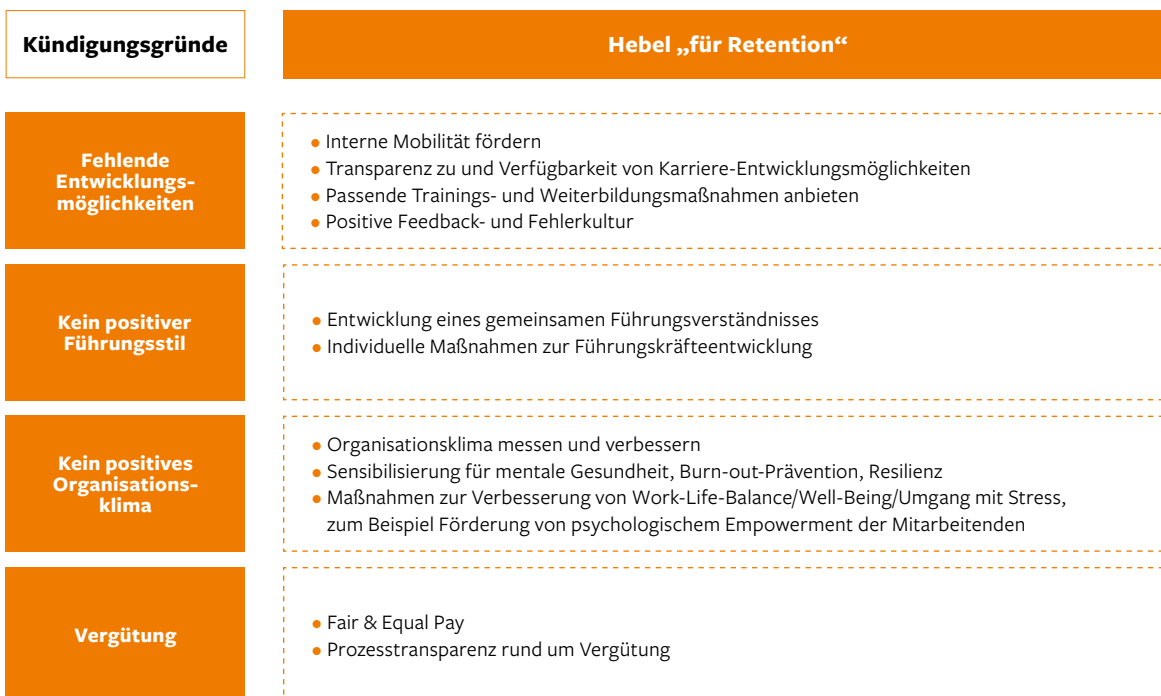 Kündigungsgründe
Hebel „für Retention“
Fehlende
Entwicklungs-
möglichkeiten
● Interne Mobilität fördern
● Transparenz zu und Verfügbarkeit von Karriere-Entwicklungsmöglichkeiten
● Passende Trainings- und Weiterbildungsmaßnahmen anbieten
● Positive Feedback- und Fehlerkultur
Kein positiver
Führungsstil
● Entwicklung eines gemeinsamen Führungsverständnisses
● Individuelle Maßnahmen zur Führungskräfteentwicklung
Kein positives
Organisations-
klima
● Organisationsklima messen und verbessern
● Sensibilisierung für mentale Gesundheit, Burn-out-Prävention, Resilienz
● Maßnahmen zur Verbesserung von Work-Life-Balance/Well-Being/Umgang mit Stress,
zum Beispiel Förderung von psychologischem Empowerment der Mitarbeitenden
Vergütung
● Fair & Equal Pay
● Prozesstransparenz rund um Vergütung